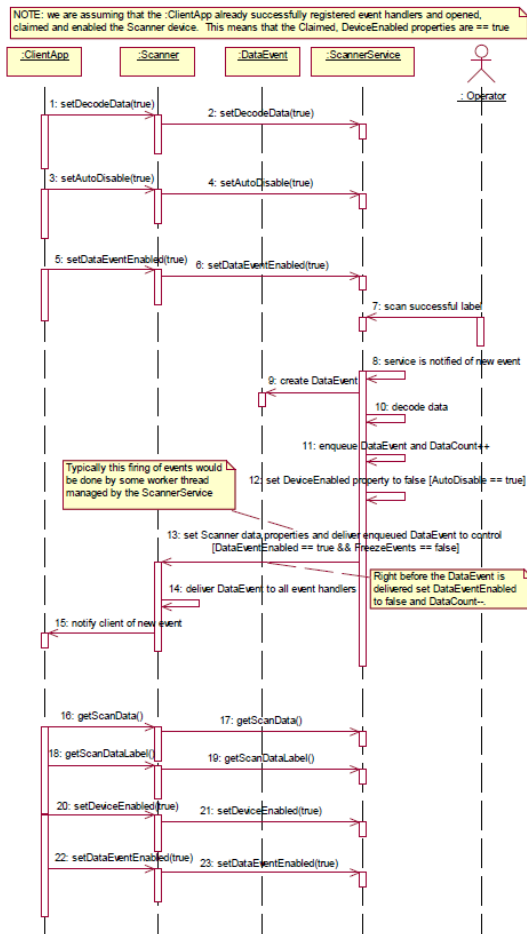 NOTE: we are assuming that the :ClientApp already successfully registered event handlers and opened,
claimed and enabled the Scanner device. This means that the Claimed, DeviceEnabled properties are == true
:ClientApp
:Scanner
:DataEvent
:ScannerService
: Operator
1: setDecodeData(true)
2: setDecodeData(true)
3: setAutoDisable(true)
4: setAutoDisable(true)
5: setDataEventEnabled(true)
6: setDataEventEnabled(true)
7: scan successful label
8: service is notified of new event
9: create DataEvent
10: decode data
11: enqueue DataEvent and DataCount++
Typically this firing of events would
be done by some worker thread
managed by the ScannerService
12: set DeviceEnabled property to false [AutoDisable == true]
13: set Scanner data properties and deliver enqueued DataEvent to control
[DataEventEnabled == true && FreezeEvents == false]
Right before the DataEvent is
delivered set DataEventEnabled
to false and DataCount--.
14: deliver DataEvent to all event handlers
15: notify client of new event
16: getScanData()
17: getScanData()
18: getScanDataLabel()
19: getScanDataLabel()
20: setDeviceEnabled(true)
21: setDeviceEnabled(true)
22: setDataEventEnabled(true)
23: setDataEventEnabled(true)